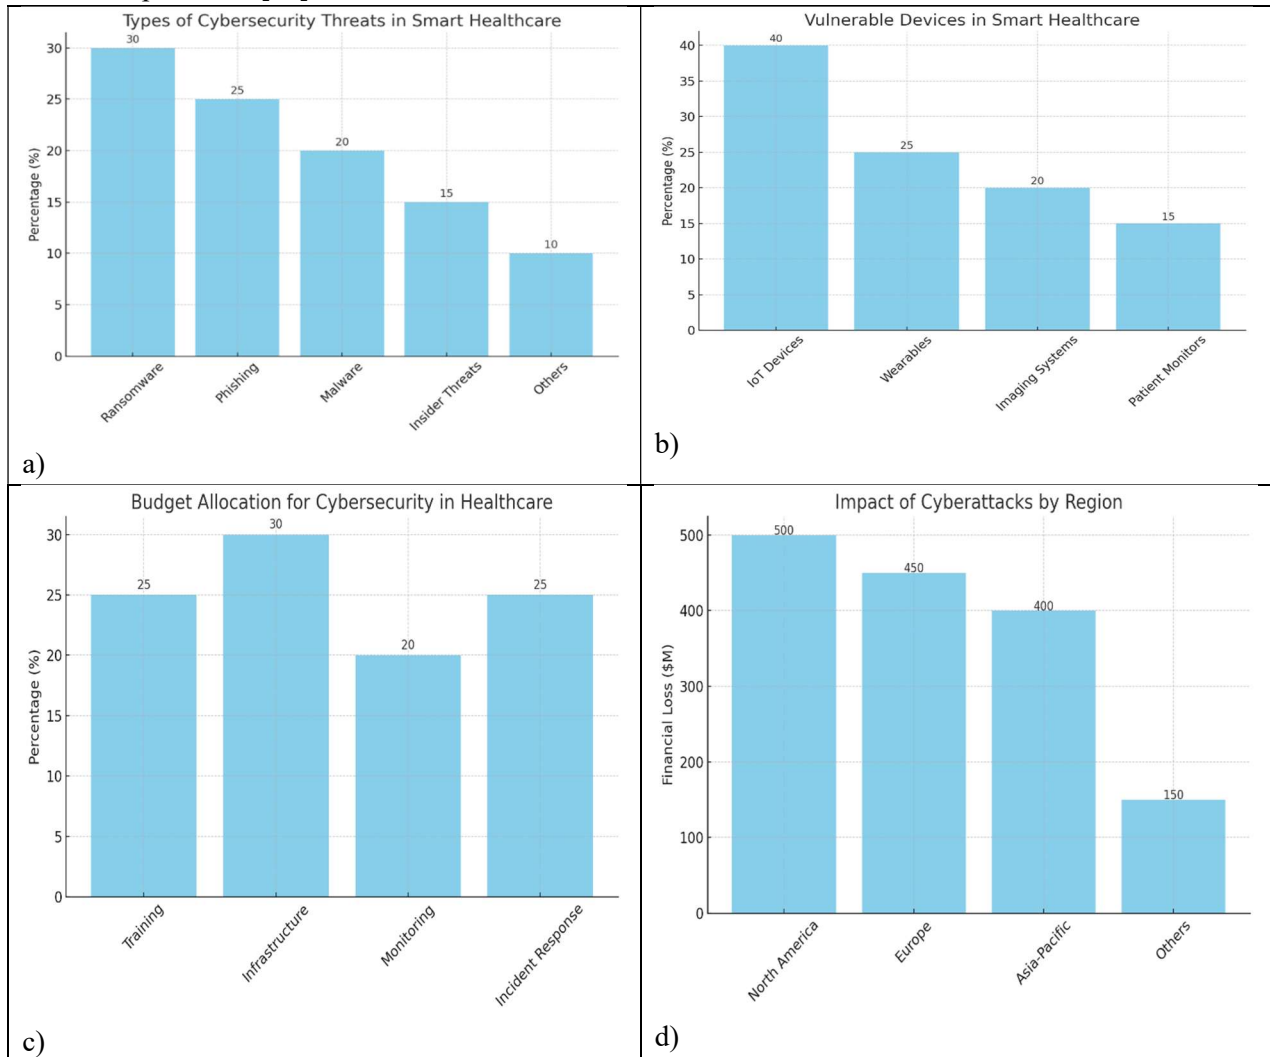 Types of Cybersecurity Threats in Smart Healthcare
Percentage (%)
30
25
20
15
10
5
0
30
25
20
15
10
Ransomware
Phishing
Malware
Insider Threats
Others
a)
Vulnerable Devices in Smart Healthcare
Percentage (%)
40
35
30
25
20
15
10
5
0
40
25
20
15
IoT Devices
Wearables
Imaging Systems
Patient Monitors
b)
Budget Allocation for Cybersecurity in Healthcare
Percentage (%)
30
25
20
15
10
5
0
25
30
20
25
Training
Infrastructure
Monitoring
Incident Response
c)
Impact of Cyberattacks by Region
Financial Loss ($M)
500
400
300
200
100
0
500
450
400
150
North America
Europe
Asia-Pacific
Others
d)